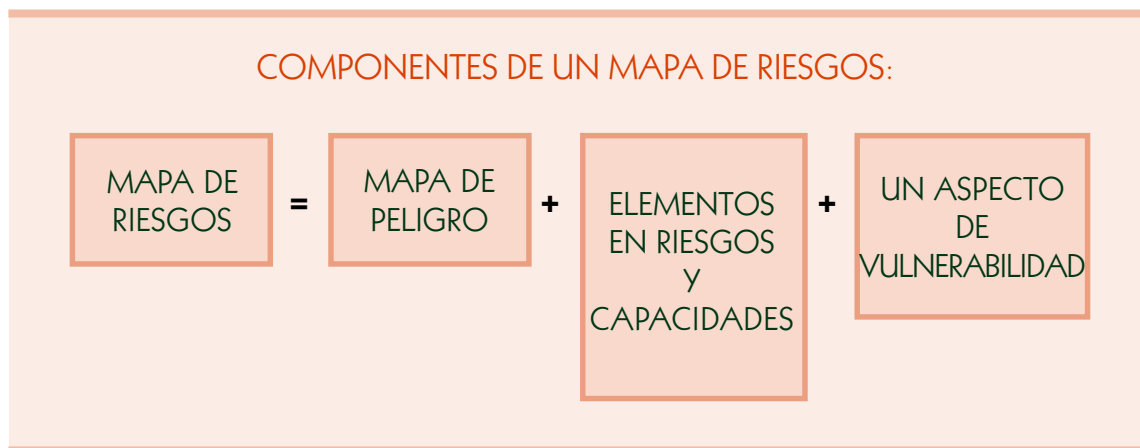 COMPONENTES DE UN MAPA DE RIESGOS:
MAPA DE
RIESGOS
=
MAPA DE
PELIGRO
+
ELEMENTOS
EN RIESGOS
Y
CAPACIDADES
+
UN ASPECTO
DE
VULNERABILIDAD